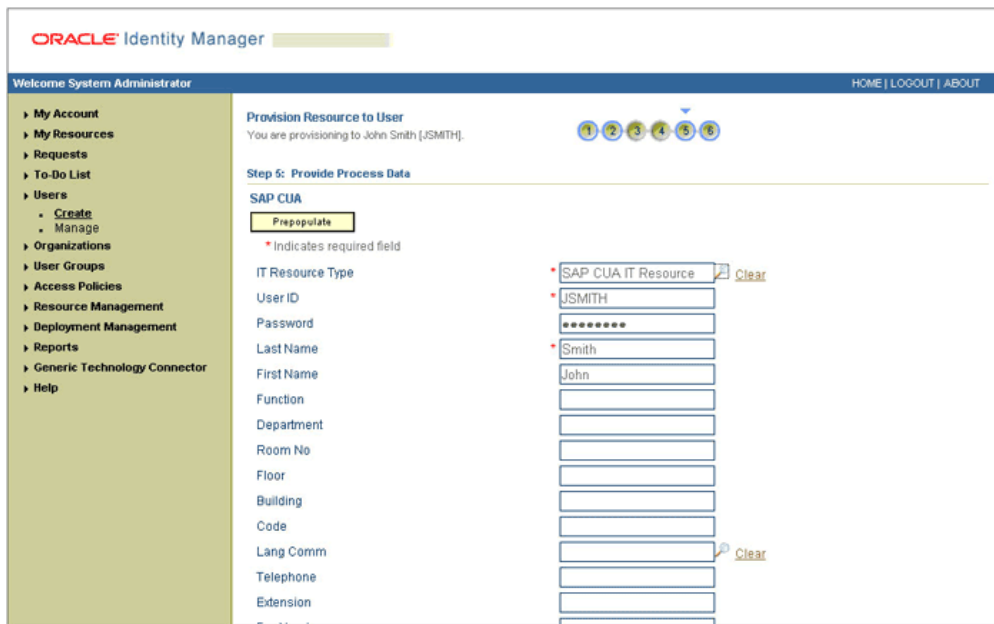 ORACLE Identity Manager
Welcome System Administrator
HOME | LOGOUT | ABOUT
My Account
My Resources
Requests
To-Do List
Users
Create
Manage
Organizations
User Groups
Access Policies
Resource Management
Deployment Management
Reports
Generic Technology Connector
Help
Provision Resource to User
You are provisioning to John Smith [JSMITH].
1 2 3 4 5 6
Step 5: Provide Process Data
SAP CUA
Prepopulate
* Indicates required field
IT Resource Type * SAP CUA IT Resource Clear
User ID * JSMITH
Password ••••••••
Last Name * Smith
First Name John
Function
Department
Room No
Floor
Building
Code
Lang Comm Clear
Telephone
Extension